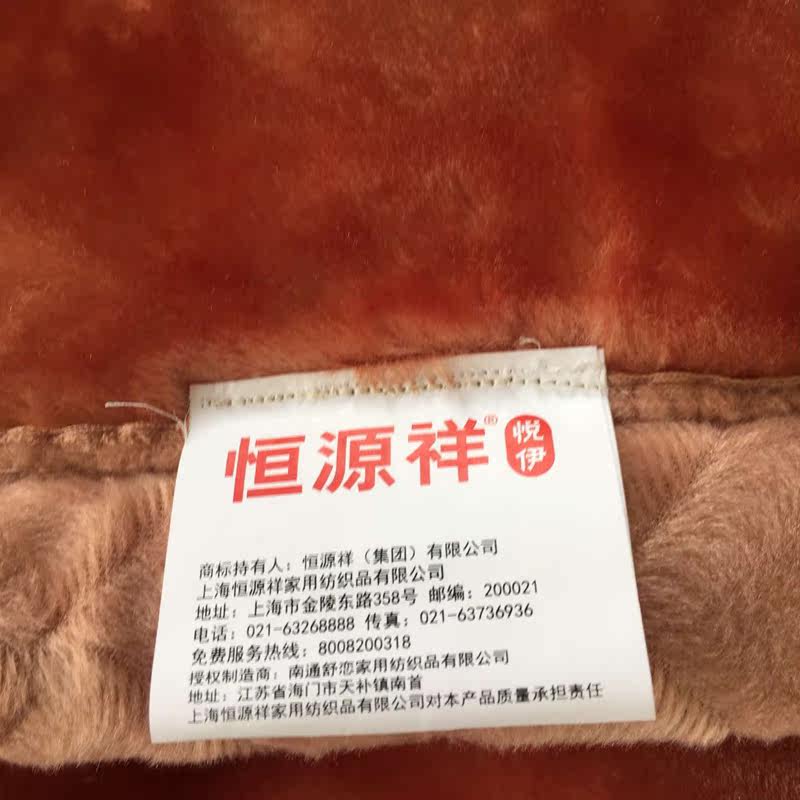 恒源祥® 悦伊
商标持有人：恒源祥（集团）有限公司
上海恒源祥家用纺织品有限公司
地址：上海市金陵东路358号 邮编：200021
电话：021-63268888 传真：021-63736936
免费服务热线：8008200318
授权制造商：南通舒恋家用纺织品有限公司
地址：江苏省海门市天补镇南首
上海恒源祥家用纺织品有限公司对本产品质量承担责任